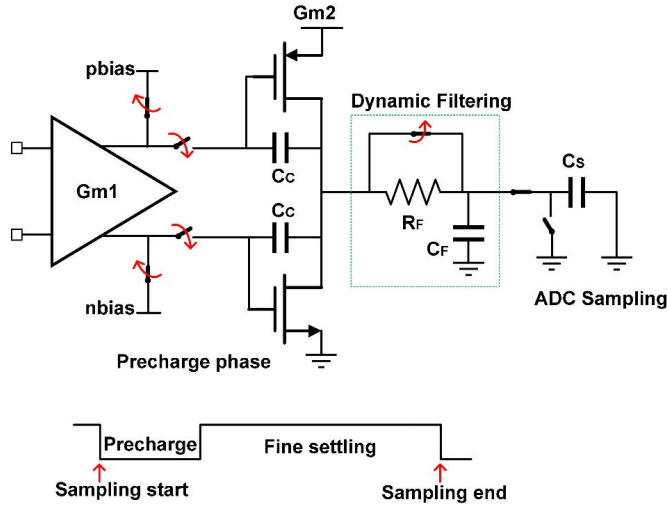 Gm2
pbias
Dynamic Filtering
Gm1
CC
CS
CC
RF
CF
nbias
ADC Sampling
Precharge phase
Precharge
Fine settling
Sampling start
Sampling end